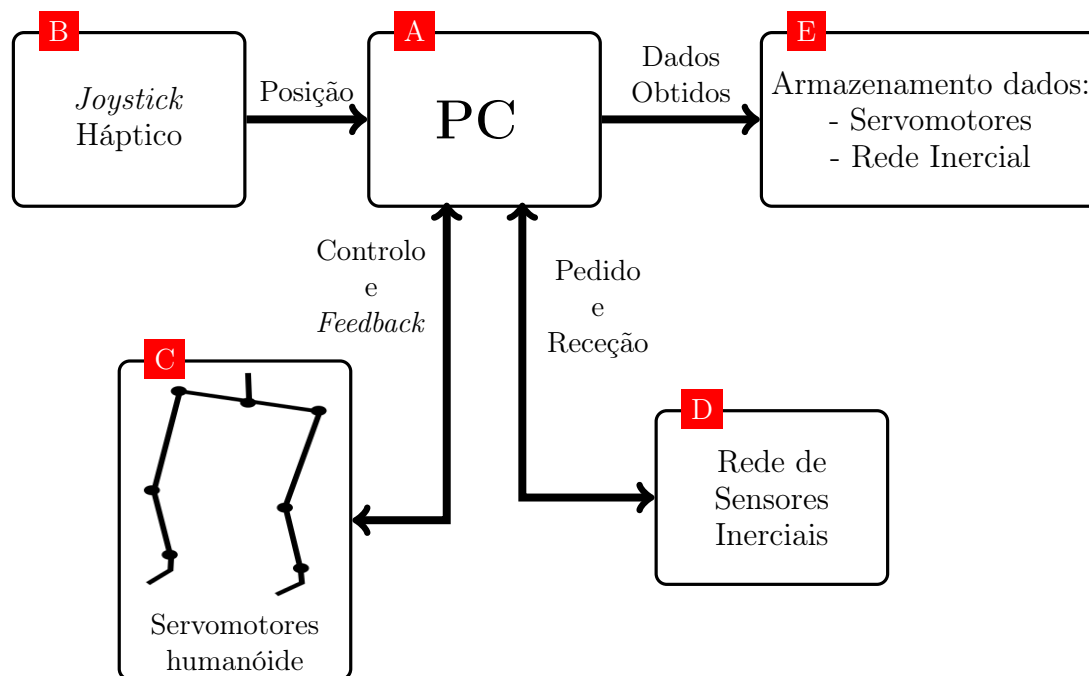 B
Joystick
Háptico
Posição
A
PC
Dados
Obtidos
E
Armazenamento dados:
- Servomotores
- Rede Inercial
Controlo
e
Feedback
Pedido
e
Receção
C
Servomotores
humanóide
D
Rede de
Sensores
Inerciais